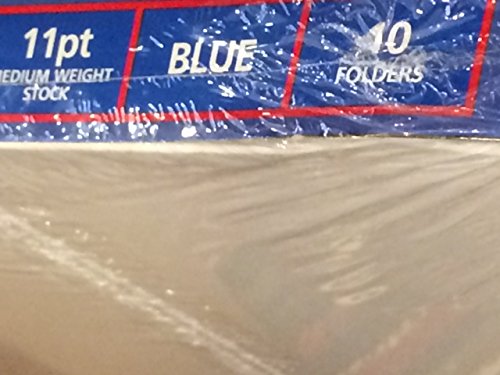 11pt
MEDIUM WEIGHT
STOCK
BLUE
10
FOLDERS